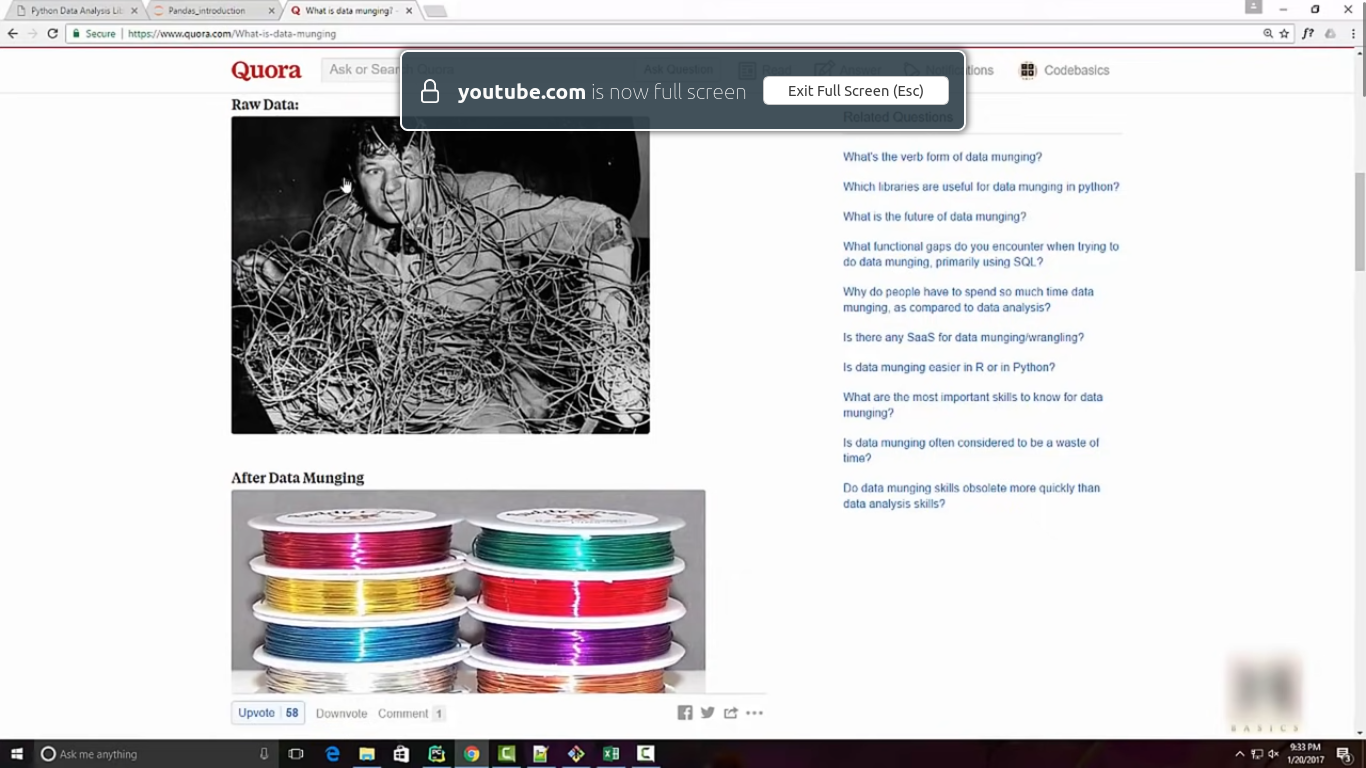 Python Data Analysis Lib
Pandas_introduction
What is data munging? -
Secure
https://www.quora.com/What-is-data-munging
Quora
Ask or Search Quora
Ask Question
Read
Answer
Notifications
Codebasics
youtube.com is now full screen
Exit Full Screen (Esc)
Raw Data:
Related Questions
What's the verb form of data munging?
Which libraries are useful for data munging in python?
What is the future of data munging?
What functional gaps do you encounter when trying to
do data munging, primarily using SQL?
Why do people have to spend so much time data
munging, as compared to data analysis?
Is there any SaaS for data munging/wrangling?
Is data munging easier in R or in Python?
What are the most important skills to know for data
munging?
Is data munging often considered to be a waste of
time?
Do data munging skills obsolete more quickly than
data analysis skills?
After Data Munging
Upvote 58
Downvote
Comment 1
BASICS
Ask me anything
9:33 PM
1/20/2017